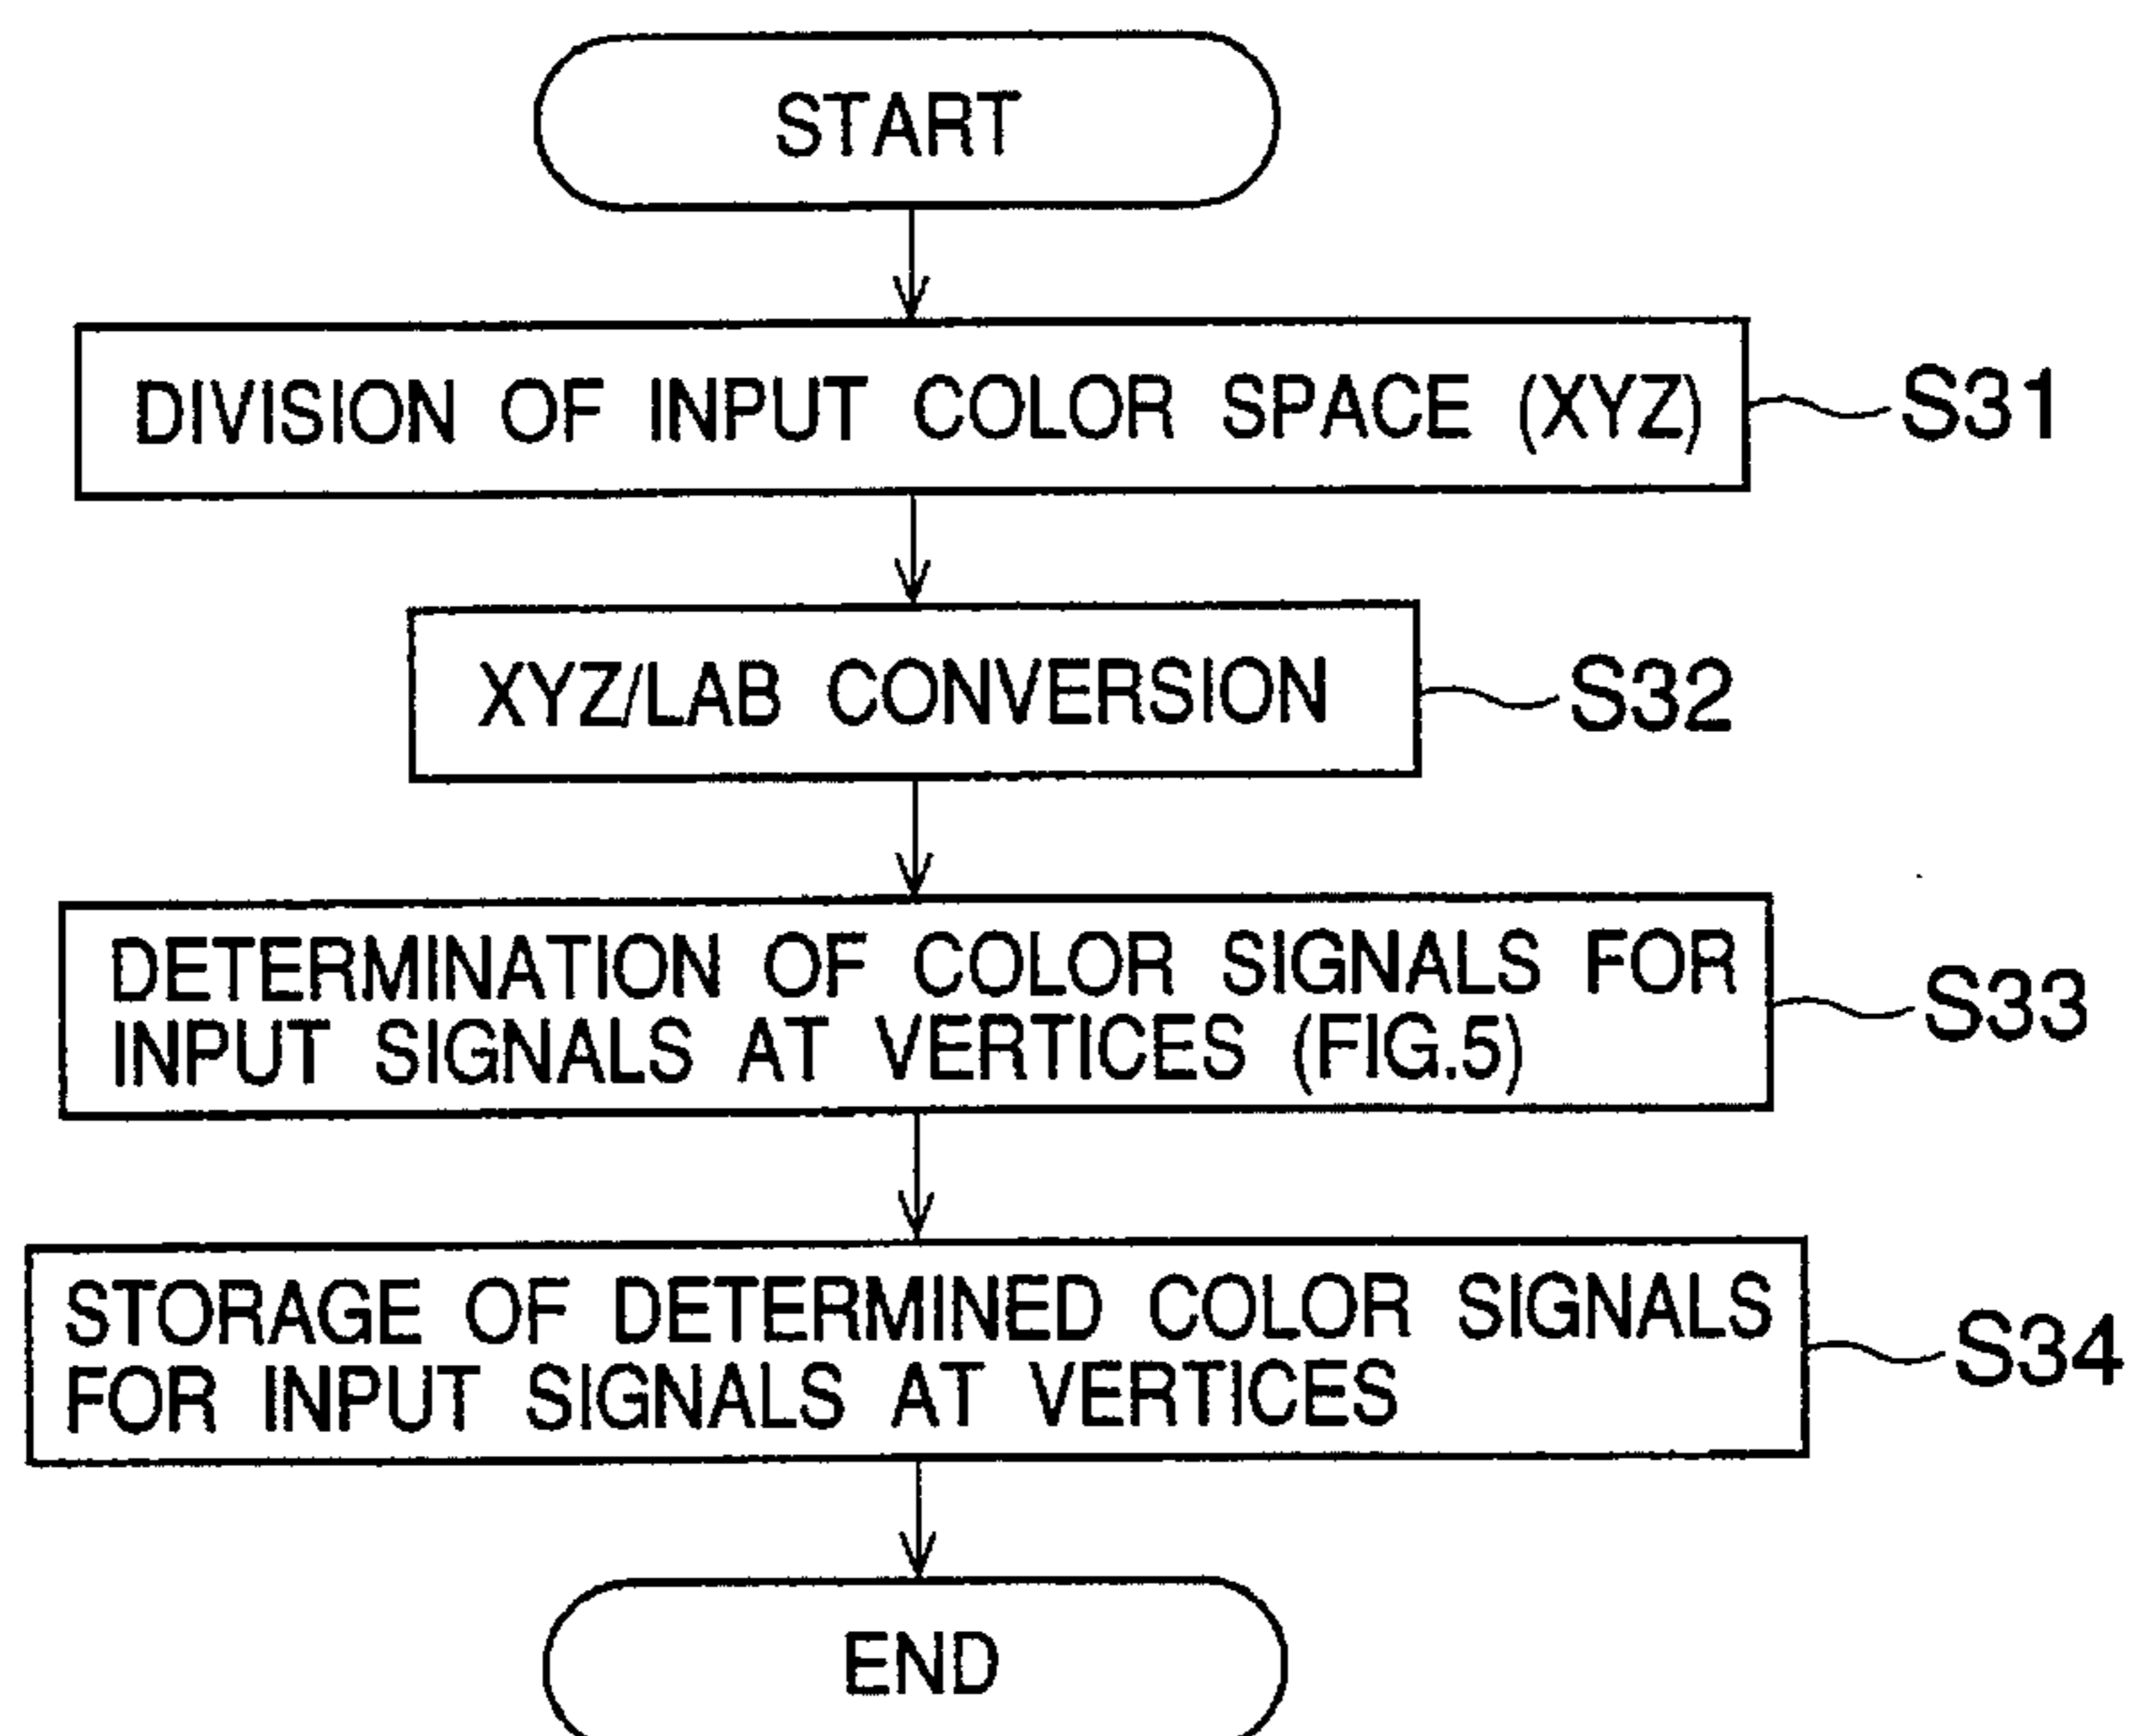 START
DIVISION OF INPUT COLOR SPACE (XYZ)
S31
XYZ/LAB CONVERSION
S32
DETERMINATION OF COLOR SIGNALS FOR
INPUT SIGNALS AT VERTICES (FIG.5)
S33
STORAGE OF DETERMINED COLOR SIGNALS
FOR INPUT SIGNALS AT VERTICES
S34
END